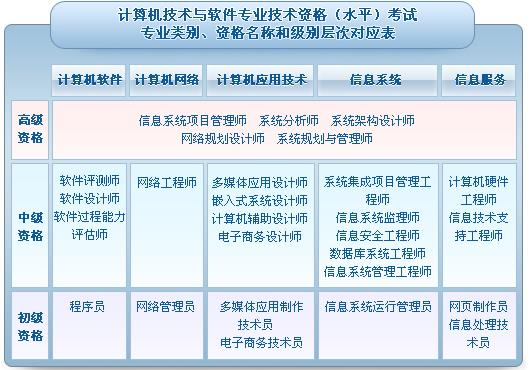 计算机技术与软件专业技术资格（水平）考试
专业类别、资格名称和级别层次对应表
计算机软件 计算机网络 计算机应用技术 信息系统 信息服务
高级
资格
信息系统项目管理师 系统分析师 系统架构设计师
网络规划设计师 系统规划与管理师
中级
资格
软件评测师
软件设计师
软件过程能力
评估师
网络工程师
多媒体应用设计师
嵌入式系统设计师
计算机辅助设计师
电子商务设计师
系统集成项目管理工
程师
信息系统监理师
信息安全工程师
数据库系统工程师
信息系统管理工程师
计算机硬件
工程师
信息技术支
持工程师
初级
资格
程序员
网络管理员
多媒体应用制作
技术员
电子商务技术员
信息系统运行管理员
网页制作员
信息处理技
术员